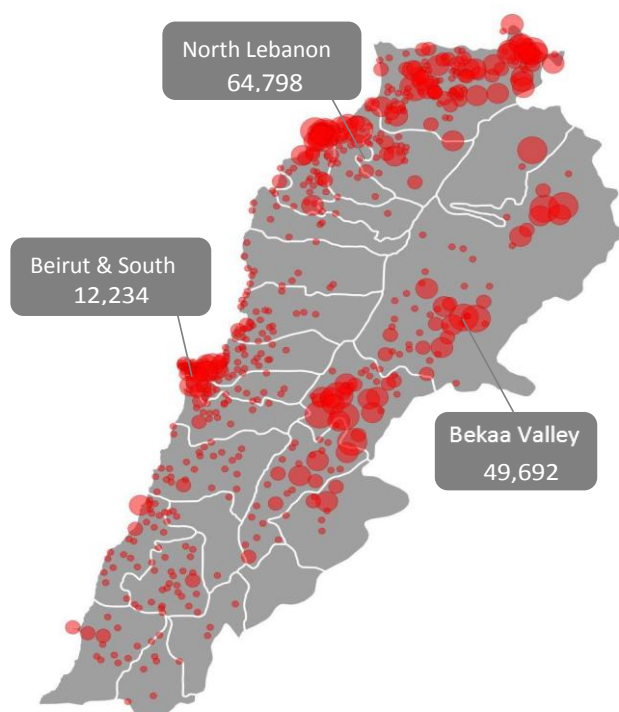 North Lebanon
64,798
Beirut & South
12,234
Bekaa Valley
49,692